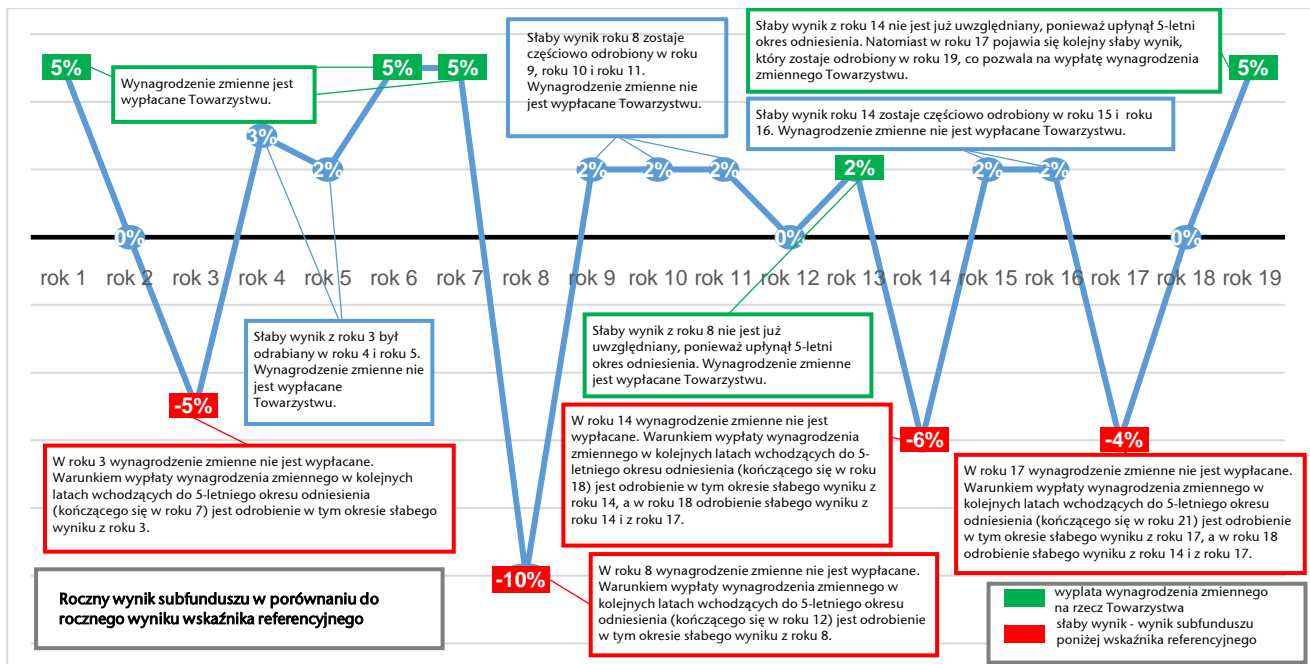 Słaby wynik roku 8 zostaje
częściowo odrobiony w roku
9, roku 10 i roku 11.
Wynagrodzenie zmienne nie
jest wypłacane Towarzystwu.
Słaby wynik z roku 14 nie jest już uwzględniany, ponieważ upłynął 5-letni
okres odniesienia. Natomiast w roku 17 pojawia się kolejny słaby wynik,
który zostaje odrobiony w roku 19, co pozwala na wypłatę wynagrodzenia
zmiennego Towarzystwu.
5%
Wynagrodzenie zmienne jest
wypłacane Towarzystwu.
5%
5%
5%
Słaby wynik roku 14 zostaje częściowo odrobiony w roku 15 i roku
16. Wynagrodzenie zmienne nie jest wypłacane Towarzystwu.
3%
2%
2%
2%
2%
2%
2%
2%
0%
0%
0%
rok 1
rok 2
rok 3
rok 4
rok 5
rok 6
rok 7
rok 8
rok 9
rok 10
rok 11
rok 12
rok 13
rok 14
rok 15
rok 16
rok 17
rok 18
rok 19
Słaby wynik z roku 3 był
odrabiany w roku 4 i roku 5.
Wynagrodzenie zmienne nie
jest wypłacane
Towarzystwu.
Słaby wynik z roku 8 nie jest już
uwzględniany, ponieważ upłynął 5-letni
okres odniesienia. Wynagrodzenie zmienne
jest wypłacane Towarzystwu.
-5%
-6%
-4%
W roku 3 wynagrodzenie zmienne nie jest wypłacane.
Warunkiem wypłaty wynagrodzenia zmiennego w kolejnych
latach wchodzących do 5-letniego okresu odniesienia
(kończącego się w roku 7) jest odrobienie w tym okresie słabego
wyniku z roku 3.
W roku 14 wynagrodzenie zmienne nie jest
wypłacane. Warunkiem wypłaty wynagrodzenia
zmiennego w kolejnych latach wchodzących do 5-
letniego okresu odniesienia (kończącego się w roku
18) jest odrobienie w tym okresie słabego wyniku z
roku 14, a w roku 18 odrobienie słabego wyniku z
roku 14 i z roku 17.
W roku 17 wynagrodzenie zmienne nie jest wypłacane.
Warunkiem wypłaty wynagrodzenia zmiennego w
kolejnych latach wchodzących do 5-letniego okresu
odniesienia (kończącego się w roku 21) jest odrobienie
w tym okresie słabego wyniku z roku 17, a w roku 18
odrobienie słabego wyniku z roku 14 i z roku 17.
-10%
W roku 8 wynagrodzenie zmienne nie jest wypłacane.
Warunkiem wypłaty wynagrodzenia zmiennego w
kolejnych latach wchodzących do 5-letniego okresu
odniesienia (kończącego się w roku 12) jest odrobienie
w tym okresie słabego wyniku z roku 8.
Roczny wynik subfunduszu w porównaniu do
rocznego wyniku wskaźnika referencyjnego
wyplata wynagrodzenia zmiennego
na rzecz Towarzystwa
słaby wynik - wynik subfunduszu
poniżej wskaźnika referencyjnego